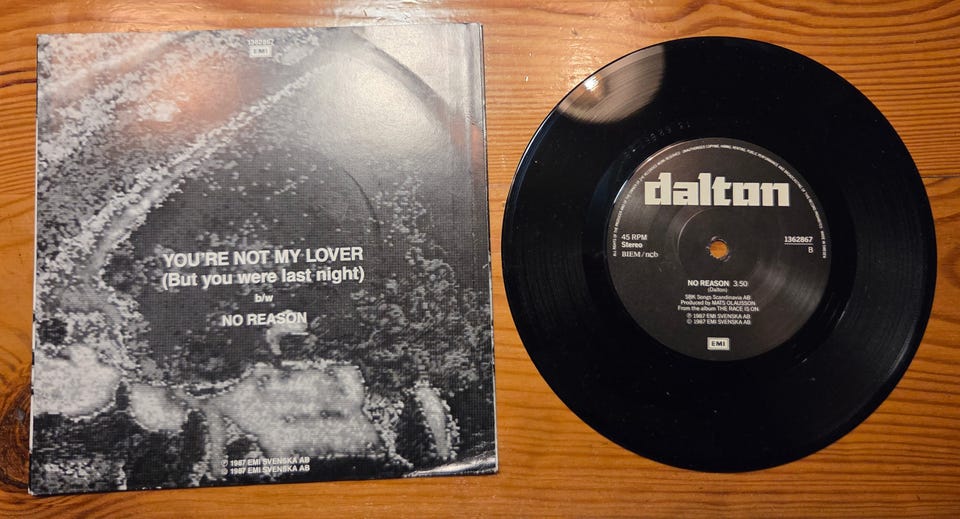 1362867
EMI
YOU'RE NOT MY LOVER
(But you were last night)
b/w
NO REASON
℗ 1987 EMI SVENSKA AB
© 1987 EMI SVENSKA AB
dalton
45 RPM
Stereo
BIEM/ncb
1362867
B
NO REASON 3:50
(Dalton)
SBK Songs Scandinavia AB
Produced by MATS OLAUSSON
From the album THE RACE IS ON.
℗ 1987 EMI SVENSKA AB
© 1987 EMI SVENSKA AB
EMI